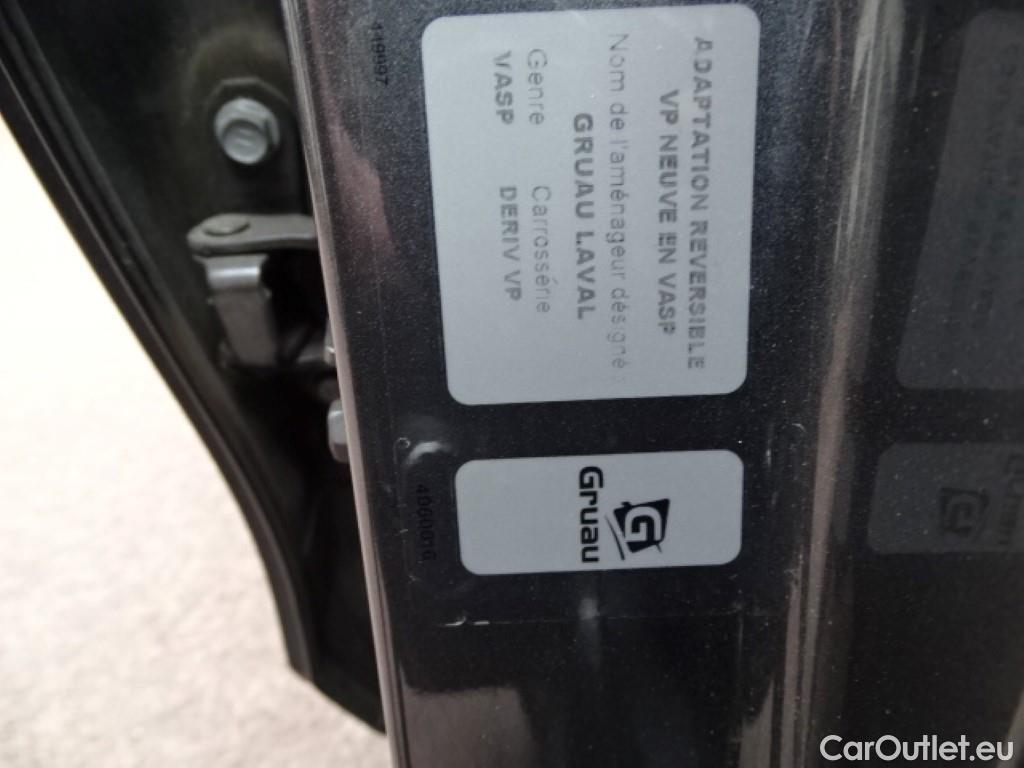 ADAPTATION REVERSIBLE
VP NEUVE EN VASP
Nom de l'aménageur désigné :
GRUAU LAVAL
Genre Carrossérie
VASP DERIV VP
119997
Gruau
G
4060016
CarOutlet.eu